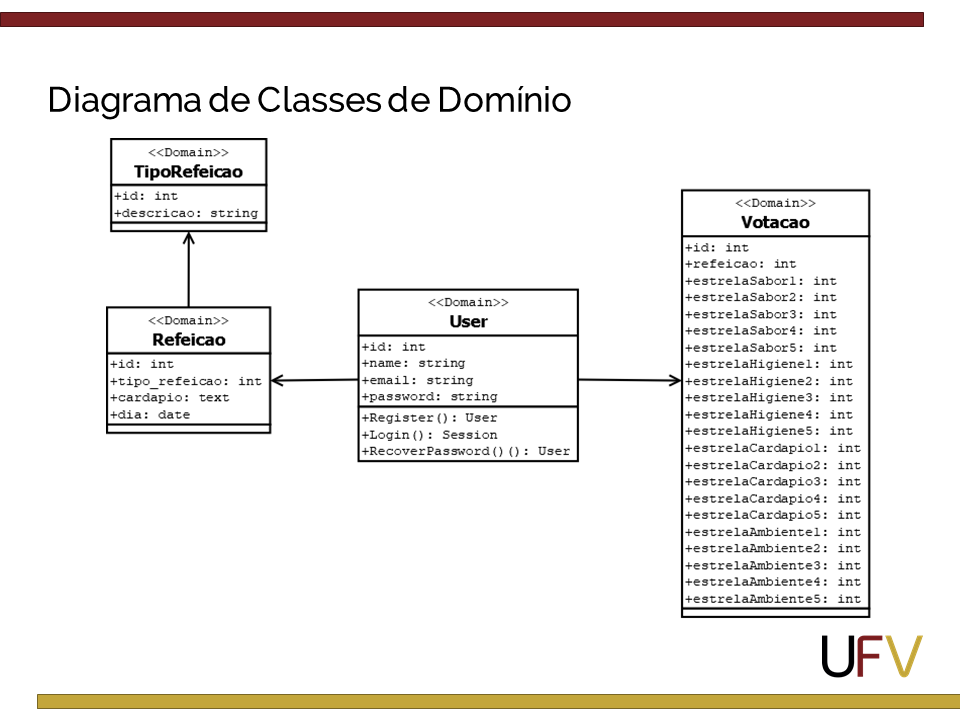 Diagrama de Classes de Domínio
<<Domain>>
TipoRefeicao
+id: int
+descricao: string
<<Domain>>
Refeicao
+id: int
+tipo_refeicao: int
+cardapio: text
+dia: date
<<Domain>>
User
+id: int
+name: string
+email: string
+password: string
+Register(): User
+Login(): Session
+RecoverPassword()(): User
<<Domain>>
Votacao
+id: int
+refeicao: int
+estrelaSabor1: int
+estrelaSabor2: int
+estrelaSabor3: int
+estrelaSabor4: int
+estrelaSabor5: int
+estrelaHigiene1: int
+estrelaHigiene2: int
+estrelaHigiene3: int
+estrelaHigiene4: int
+estrelaHigiene5: int
+estrelaCardapio1: int
+estrelaCardapio2: int
+estrelaCardapio3: int
+estrelaCardapio4: int
+estrelaCardapio5: int
+estrelaAmbiente1: int
+estrelaAmbiente2: int
+estrelaAmbiente3: int
+estrelaAmbiente4: int
+estrelaAmbiente5: int
UFV